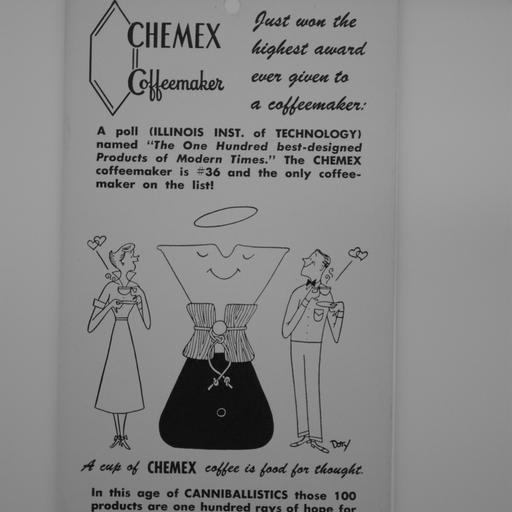 CHEMEX
Coffeemaker
Just won the
highest award
ever given to
a coffeemaker:
A poll (ILLINOIS INST. of TECHNOLOGY)
named "The One Hundred best-designed
Products of Modern Times." The CHEMEX
coffeemaker is #36 and the only coffee-
maker on the list!
Dory
A cup of CHEMEX coffee is food for thought.
In this age of CANNIBALLISTICS those 100
products are one hundred rays of hope for